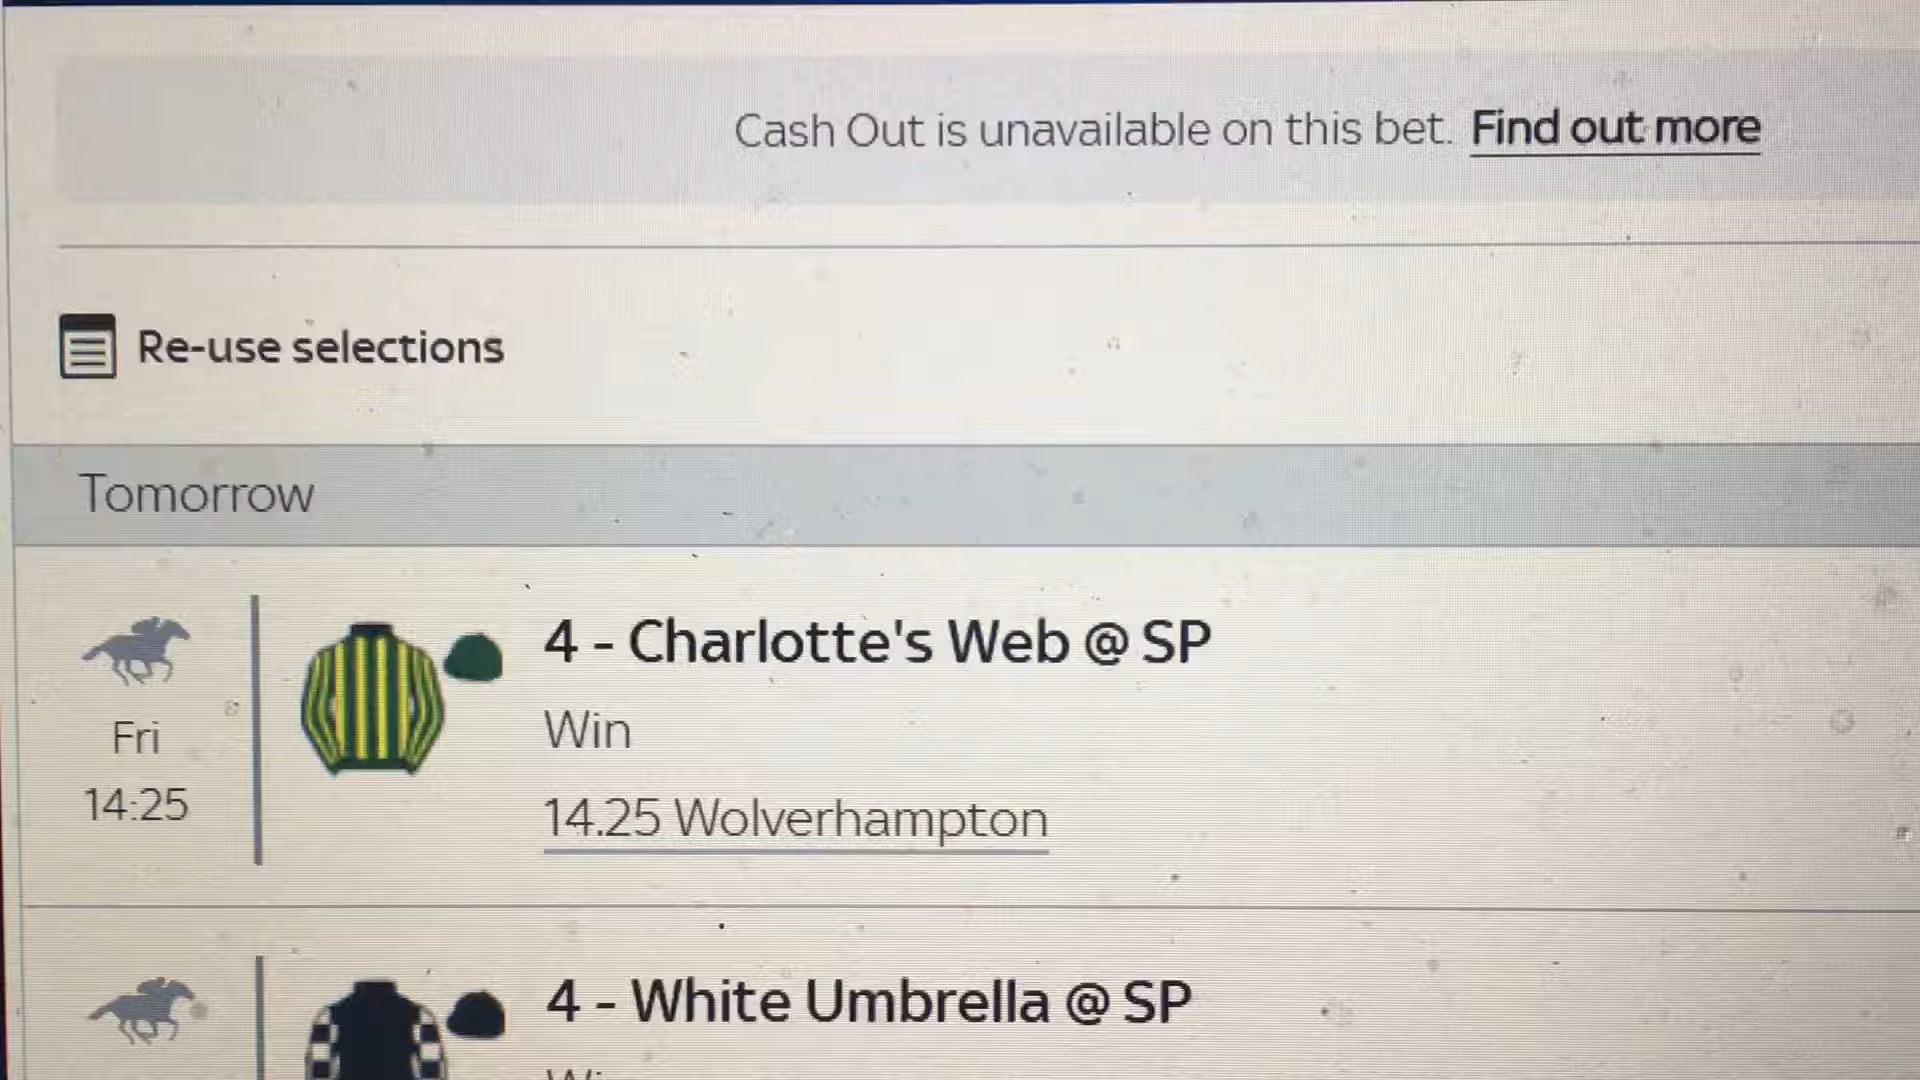 Cash Out is unavailable on this bet. Find out more
Re-use selections
Tomorrow
4 - Charlotte's Web @ SP
Fri
Win
14:25
14.25 Wolverhampton
4 - White Umbrella @ SP